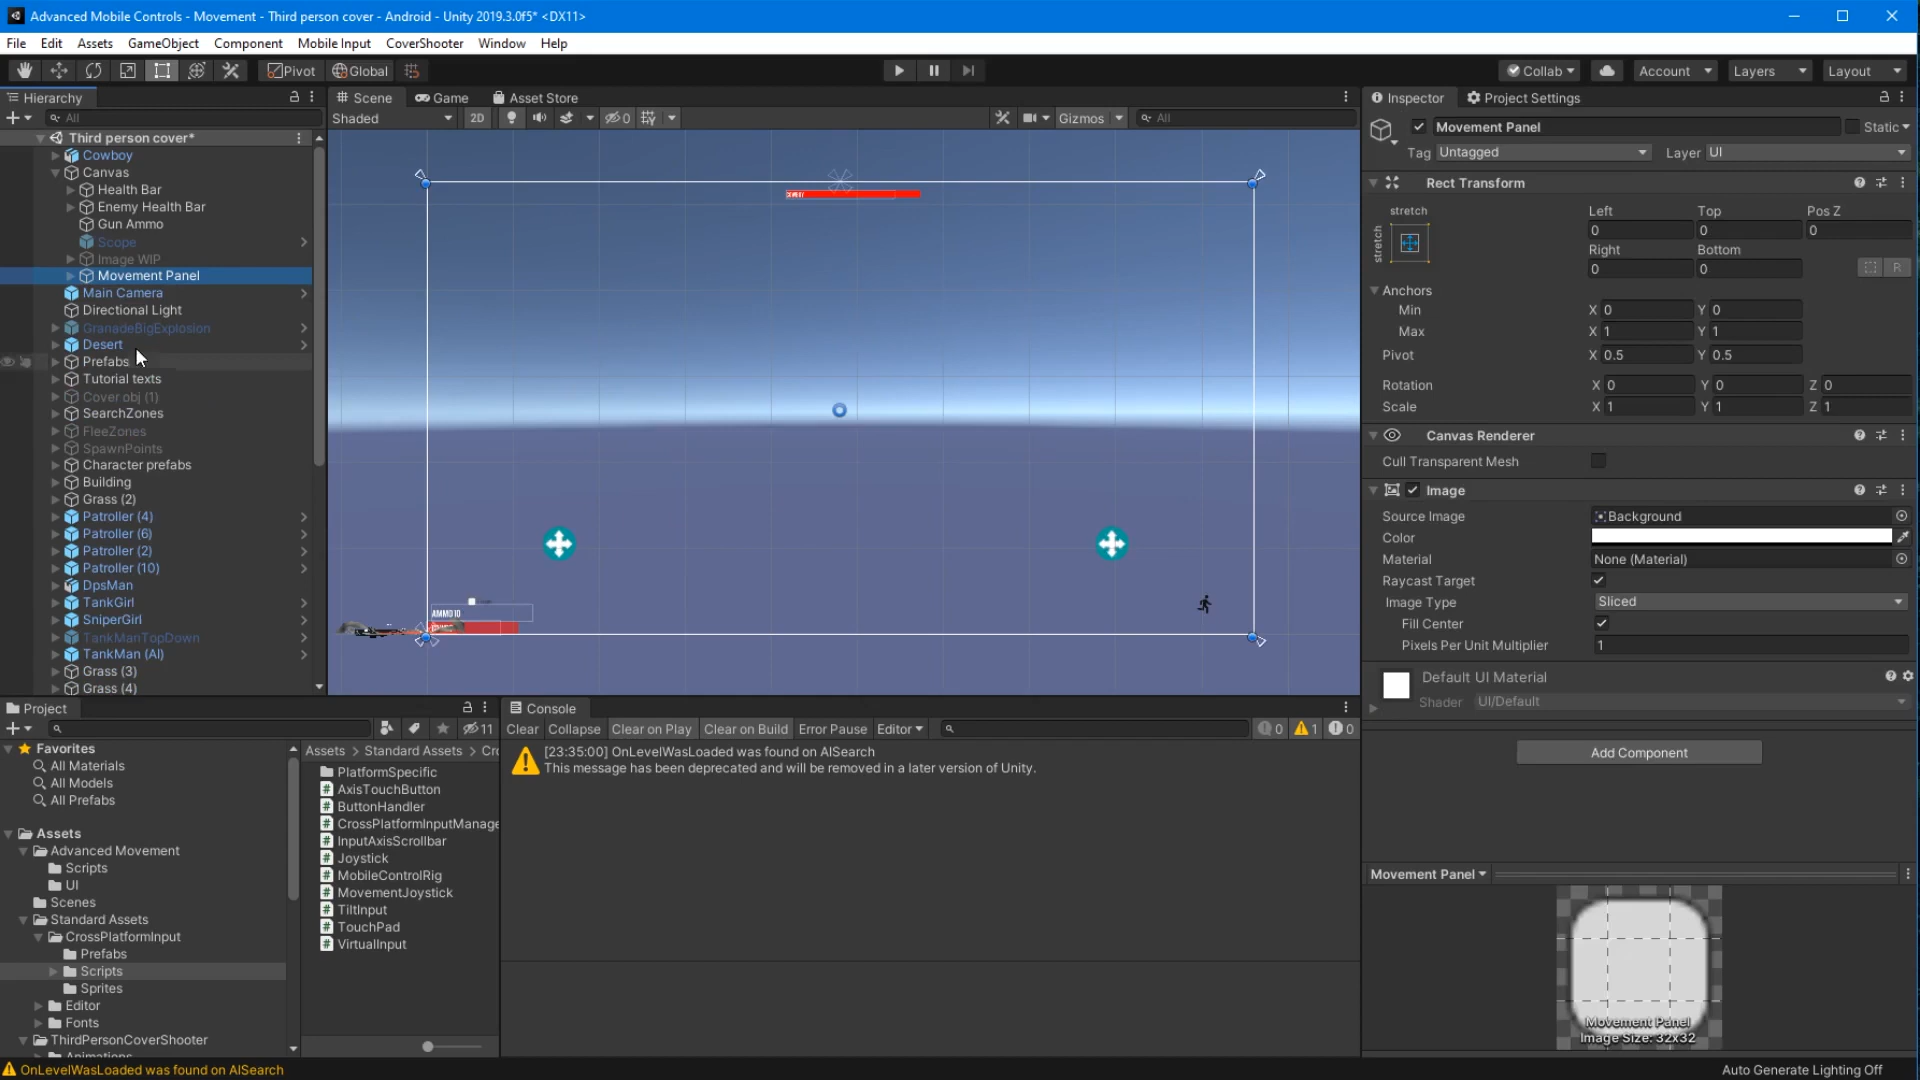 Advanced Mobile Controls - Movement - Third person cover - Android - Unity 2019.3.0f5* <DX11>
File Edit Assets GameObject Component Mobile Input CoverShooter Window Help
Pivot Global Collab Account Layers Layout
Hierarchy
All
Third person cover*
Cowboy
Canvas
Health Bar
Enemy Health Bar
Gun Ammo
Scope
Image WIP
Movement Panel
Main Camera
Directional Light
GranadeBigExplosion
Desert
Prefabs
Tutorial texts
Cover obj (1)
SearchZones
FleeZones
SpawnPoints
Character prefabs
Building
Grass (2)
Patroller (4)
Patroller (6)
Patroller (2)
Patroller (10)
DpsMan
TankGirl
SniperGirl
TankManTopDown
TankMan (AI)
Grass (3)
Grass (4)
Scene Game Asset Store
Shaded 2D 0 Gizmos All
AMMO 10
Inspector Project Settings
Movement Panel Static
Tag Untagged Layer UI
Rect Transform
stretch
stretch
Left Top Pos Z
0 0 0
Right Bottom
0 0 R
Anchors
Min X 0 Y 0
Max X 1 Y 1
Pivot X 0.5 Y 0.5
Rotation X 0 Y 0 Z 0
Scale X 1 Y 1 Z 1
Canvas Renderer
Cull Transparent Mesh
Image
Source Image Background
Color
Material None (Material)
Raycast Target
Image Type Sliced
Fill Center
Pixels Per Unit Multiplier 1
Default UI Material
Shader UI/Default
Add Component
Movement Panel
Movement Panel
Image Size: 32x32
Project
11
Favorites
All Materials
All Models
All Prefabs
Assets
Advanced Movement
Scripts
UI
Scenes
Standard Assets
CrossPlatformInput
Prefabs
Scripts
Sprites
Editor
Fonts
ThirdPersonCoverShooter
Animations
Assets > Standard Assets > Cro
PlatformSpecific
AxisTouchButton
ButtonHandler
CrossPlatformInputManage
InputAxisScrollbar
Joystick
MobileControlRig
MovementJoystick
TiltInput
TouchPad
VirtualInput
Console
Clear Collapse Clear on Play Clear on Build Error Pause Editor 0 1 0
[23:35:00] OnLevelWasLoaded was found on AISearch
This message has been deprecated and will be removed in a later version of Unity.
OnLevelWasLoaded was found on AISearch
Auto Generate Lighting Off